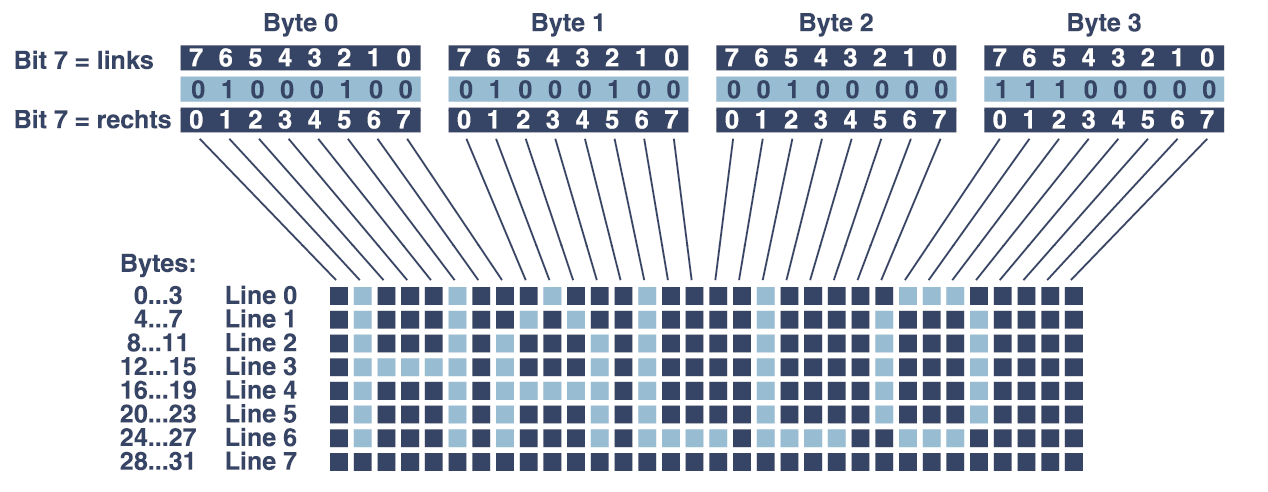 Byte 0 Byte 1 Byte 2 Byte 3
Bit 7 = links 7 6 5 4 3 2 1 0 7 6 5 4 3 2 1 0 7 6 5 4 3 2 1 0 7 6 5 4 3 2 1 0
0 1 0 0 0 1 0 0 0 1 0 0 0 1 0 0 0 0 1 0 0 0 0 0 1 1 1 0 0 0 0 0
Bit 7 = rechts 0 1 2 3 4 5 6 7 0 1 2 3 4 5 6 7 0 1 2 3 4 5 6 7 0 1 2 3 4 5 6 7
Bytes:
0...3 Line 0
4...7 Line 1
8...11 Line 2
12...15 Line 3
16...19 Line 4
20...23 Line 5
24...27 Line 6
28...31 Line 7